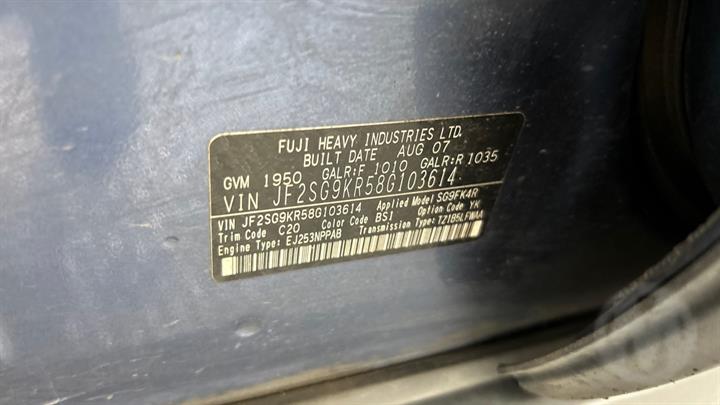 FUJI HEAVY INDUSTRIES LTD.
BUILT DATE AUG 07
GVM 1950 GALR:F 1010 GALR:R 1035
VIN JF2SG9KR58G103614
VIN JF2SG9KR58G103614 Applied Model SG9FK4R
Trim Code C20 Color Code BS1 Option Code YK
Engine Type: EJ253NPPAB Transmission Type: TZ1B5LFWAA